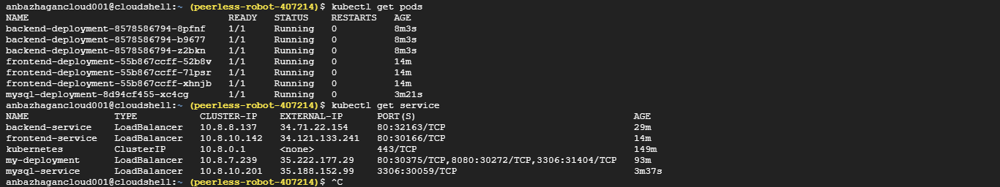 anbazhagancloud001@cloudshell:~ (peerless-robot-407214)$ kubectl get pods
NAME READY STATUS RESTARTS AGE
backend-deployment-8578586794-8pfnf 1/1 Running 0 8m3s
backend-deployment-8578586794-b9677 1/1 Running 0 8m3s
backend-deployment-8578586794-z2bkn 1/1 Running 0 8m3s
frontend-deployment-55b867ccff-52b8v 1/1 Running 0 14m
frontend-deployment-55b867ccff-7lpsr 1/1 Running 0 14m
frontend-deployment-55b867ccff-xhnjb 1/1 Running 0 14m
mysql-deployment-8d94cf455-xc4cg 1/1 Running 0 3m21s
anbazhagancloud001@cloudshell:~ (peerless-robot-407214)$ kubectl get service
NAME TYPE CLUSTER-IP EXTERNAL-IP PORT(S) AGE
backend-service LoadBalancer 10.8.8.137 34.71.22.154 80:32163/TCP 29m
frontend-service LoadBalancer 10.8.10.142 34.121.133.241 80:30166/TCP 14m
kubernetes ClusterIP 10.8.0.1 <none> 443/TCP 149m
my-deployment LoadBalancer 10.8.7.239 35.222.177.29 80:30375/TCP,8080:30272/TCP,3306:31404/TCP 93m
mysql-service LoadBalancer 10.8.10.201 35.188.152.99 3306:30059/TCP 3m37s
anbazhagancloud001@cloudshell:~ (peerless-robot-407214)$ ^C